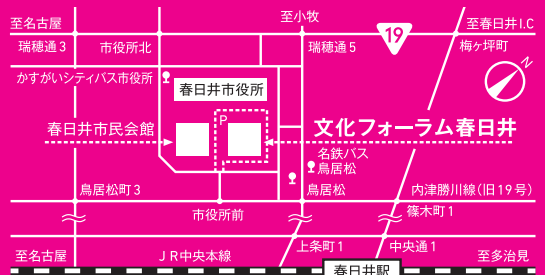 至名古屋
至小牧
至春日井I.C
19
瑞穂通3
市役所北
瑞穂通5
梅ヶ坪町
N
かすがいシティバス市役所
春日井市役所
P
春日井市民会館
文化フォーラム春日井
名鉄バス
鳥居松
鳥居松町3
鳥居松
内津勝川線(旧19号)
市役所前
篠木町1
上条町1
中央通1
至名古屋
JR中央本線
至多治見
春日井駅